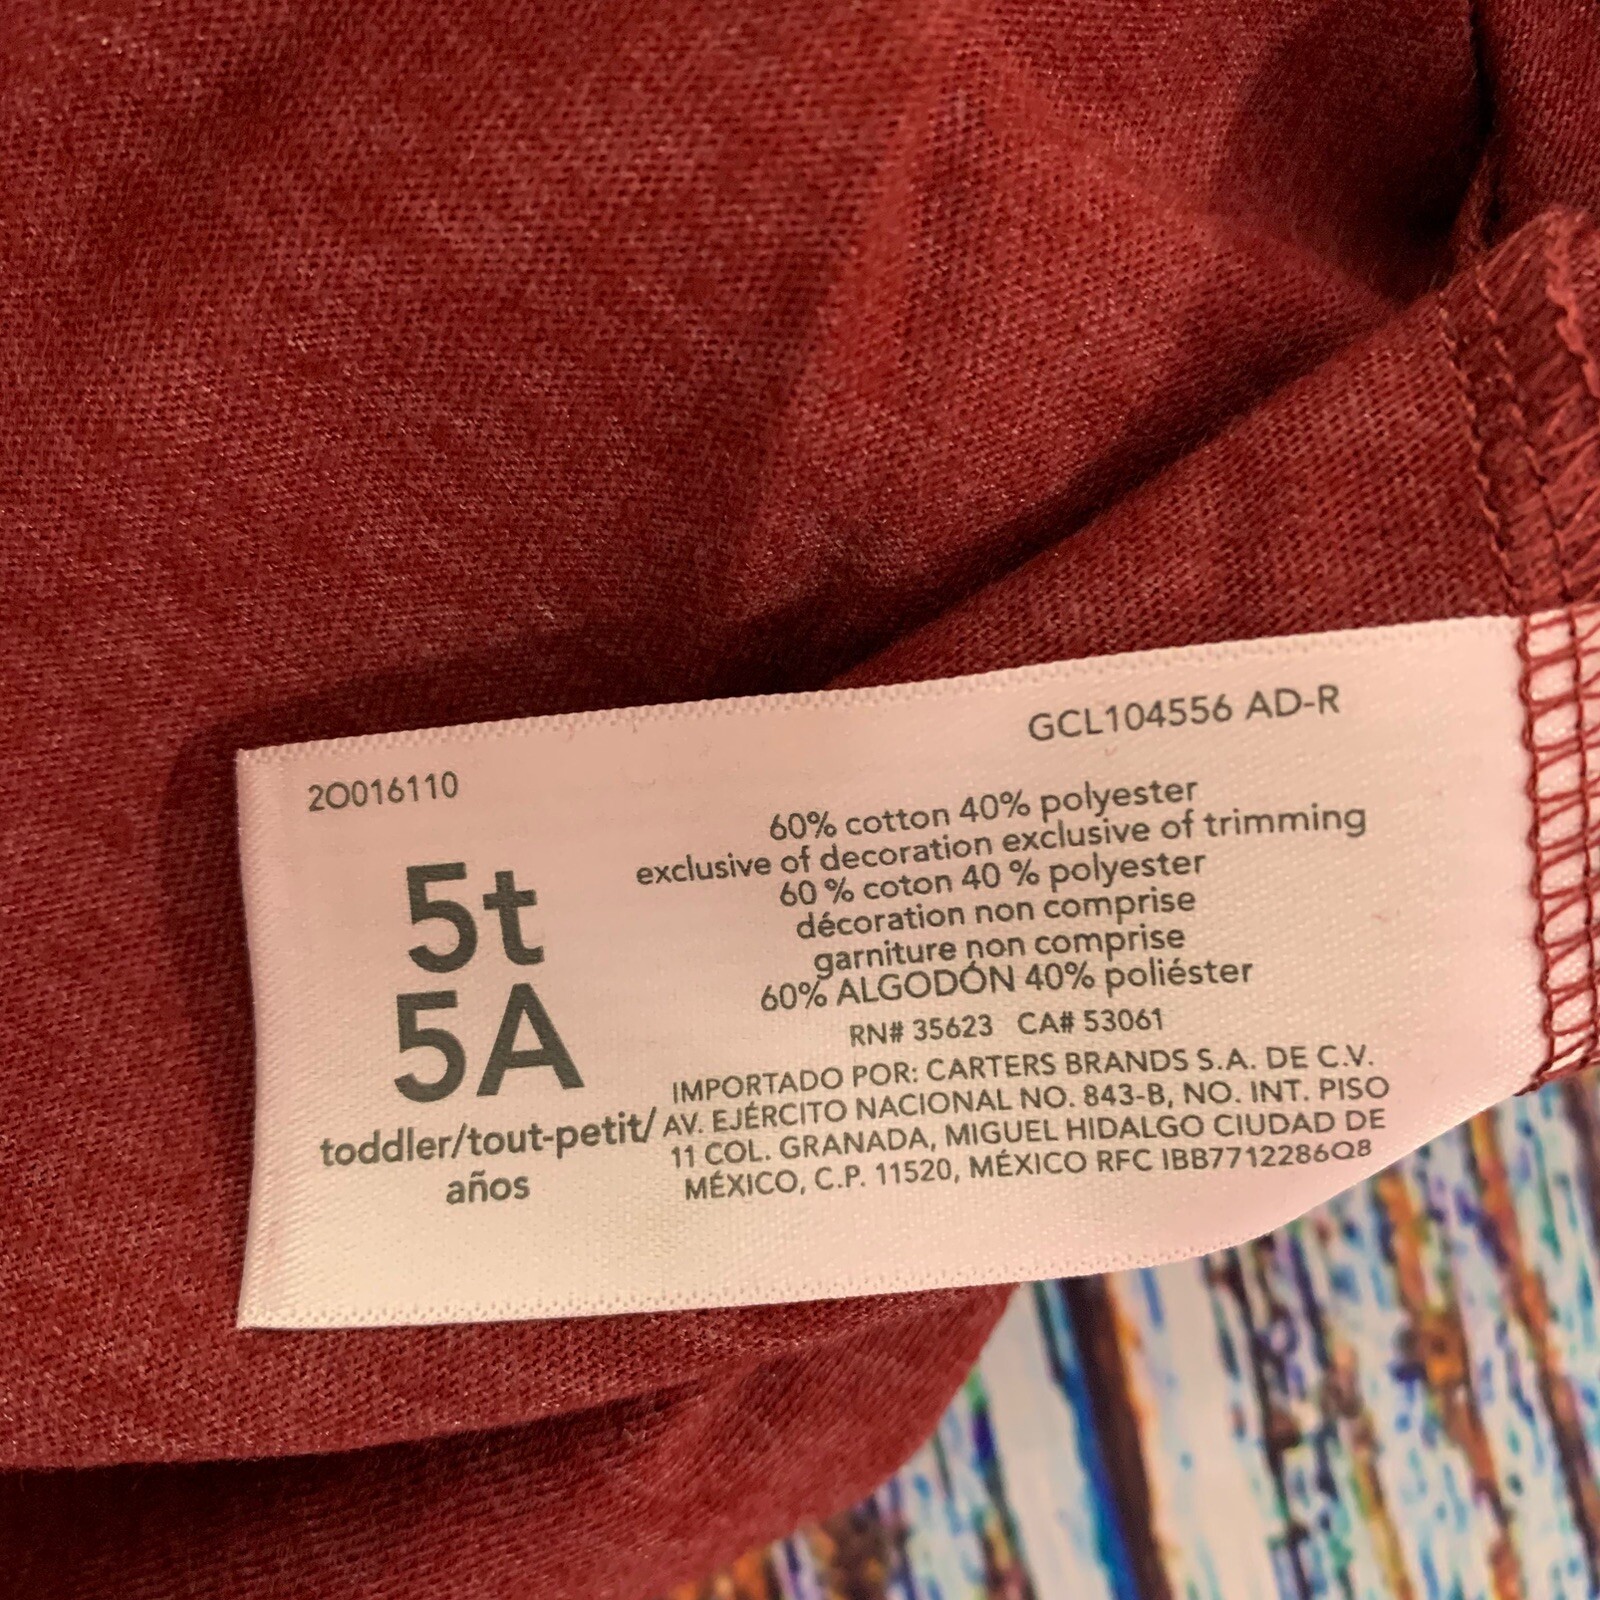 GCL104556 AD-R
2O016110
5t
5A
toddler/tout-petit/
años
60% cotton 40% polyester
exclusive of decoration exclusive of trimming
60 % coton 40 % polyester
décoration non comprise
garniture non comprise
60% ALGODÓN 40% poliéster
RN# 35623 CA# 53061
IMPORTADO POR: CARTERS BRANDS S.A. DE C.V.
AV. EJÉRCITO NACIONAL NO. 843-B, NO. INT. PISO
11 COL. GRANADA, MIGUEL HIDALGO CIUDAD DE
MÉXICO, C.P. 11520, MÉXICO RFC IBB7712286Q8